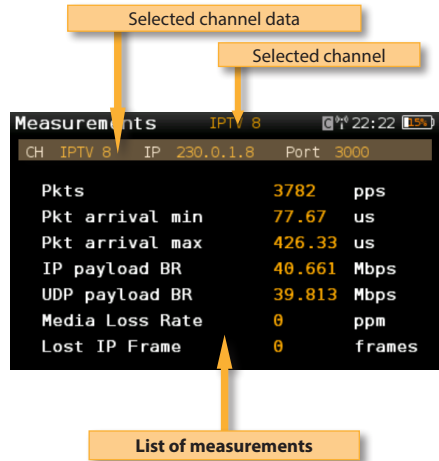 Selected channel data
Selected channel
Measurements IPTV 8 C 22:22 15%
CH IPTV 8 IP 230.0.1.8 Port 3000
Pkts 3782 pps
Pkt arrival min 77.67 us
Pkt arrival max 426.33 us
IP payload BR 40.661 Mbps
UDP payload BR 39.813 Mbps
Media Loss Rate 0 ppm
Lost IP Frame 0 frames
List of measurements